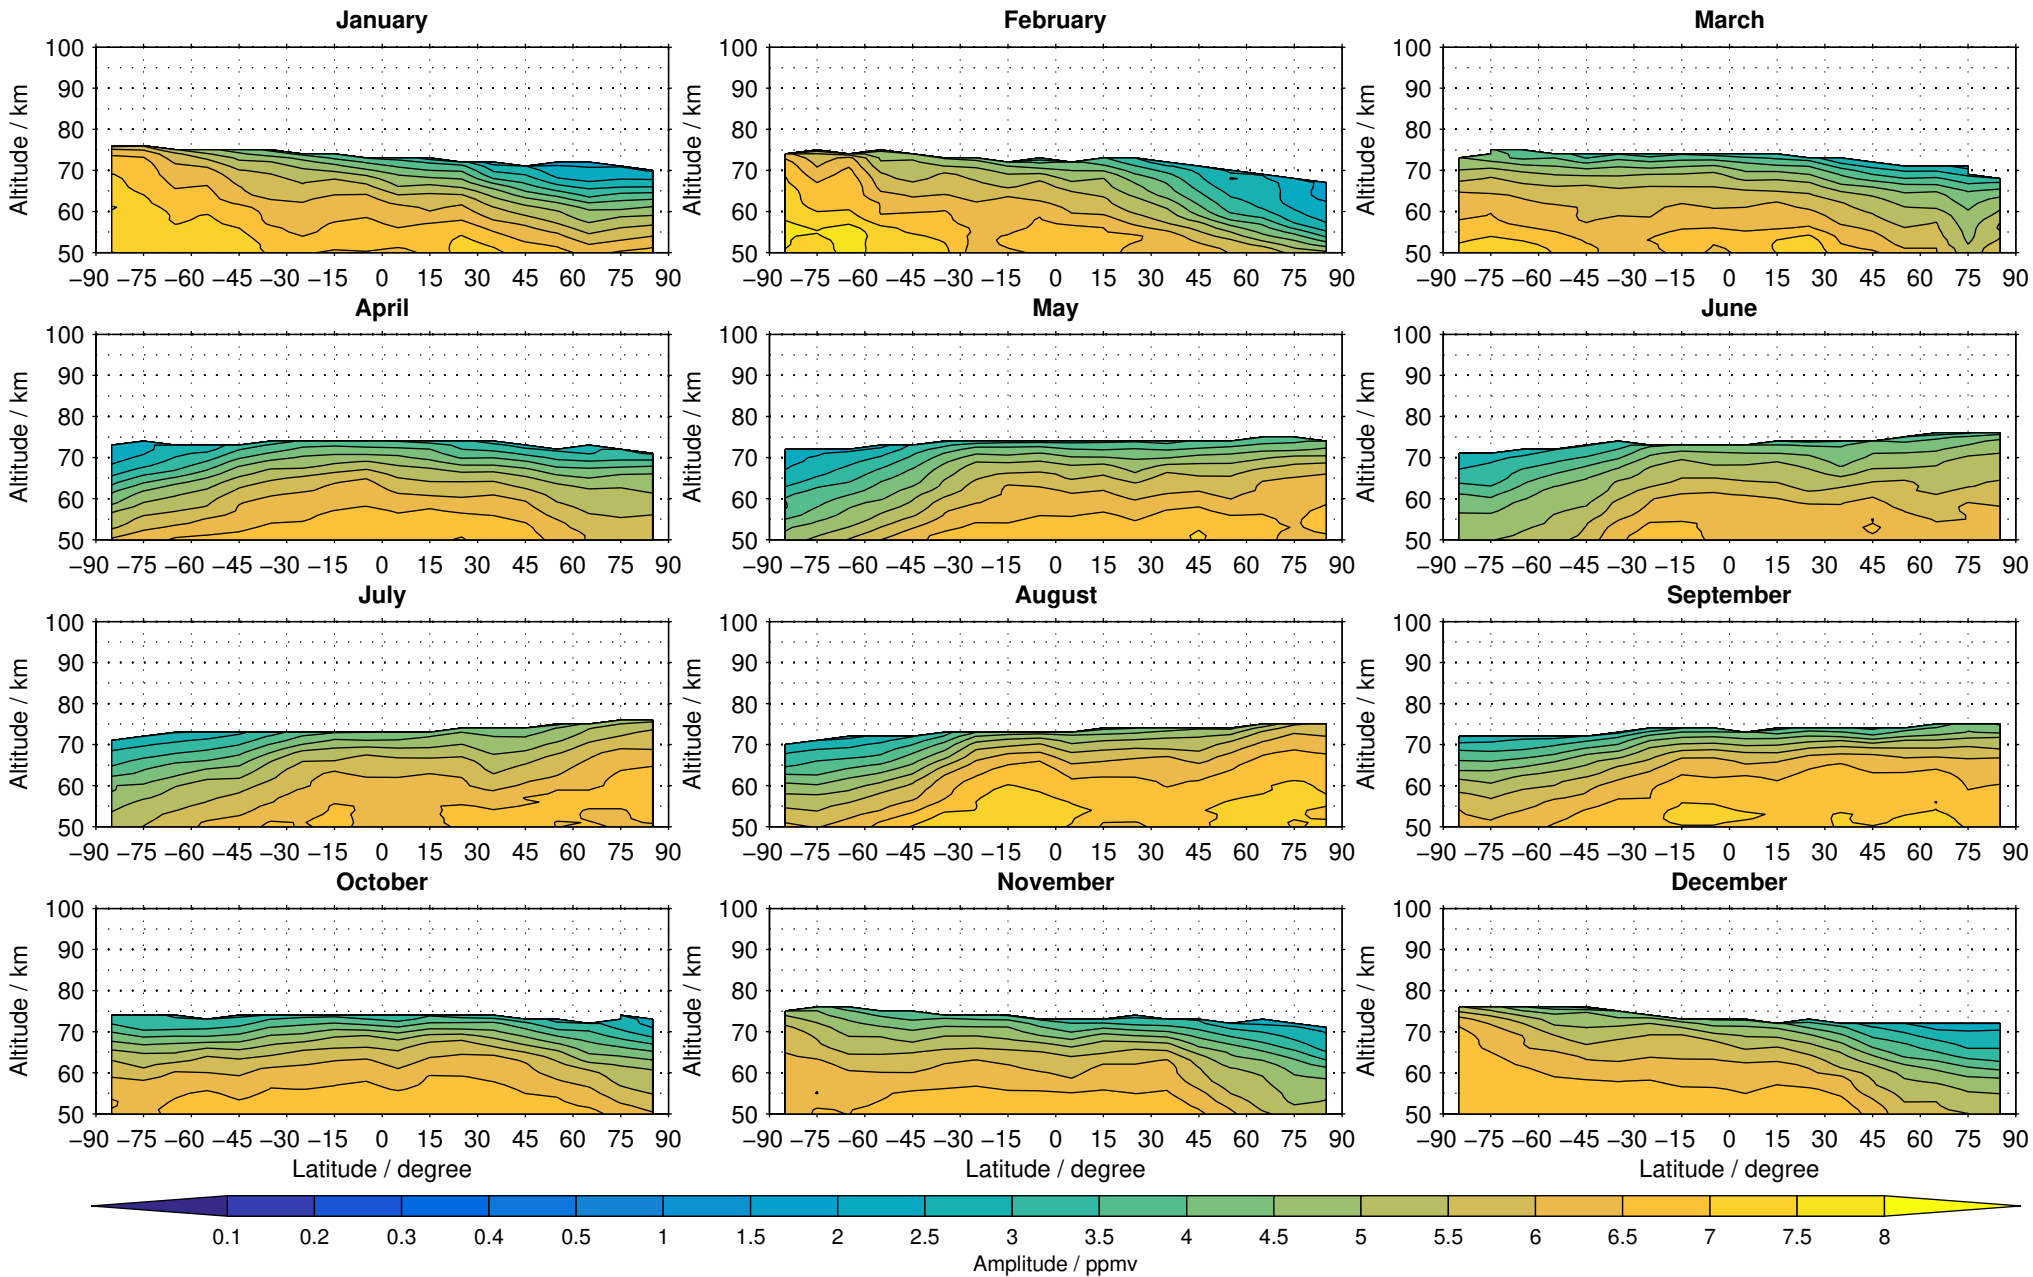 January February March
100 100 100
90 90 90
80 80 80
70 70 70
60 60 60
50 50 50
Altitude / km Altitude / km Altitude / km
−90 −75 −60 −45 −30 −15 0 15 30 45 60 75 90 −90 −75 −60 −45 −30 −15 0 15 30 45 60 75 90 −90 −75 −60 −45 −30 −15 0 15 30 45 60 75 90
April May June
100 100 100
90 90 90
80 80 80
70 70 70
60 60 60
50 50 50
Altitude / km Altitude / km Altitude / km
−90 −75 −60 −45 −30 −15 0 15 30 45 60 75 90 −90 −75 −60 −45 −30 −15 0 15 30 45 60 75 90 −90 −75 −60 −45 −30 −15 0 15 30 45 60 75 90
July August September
100 100 100
90 90 90
80 80 80
70 70 70
60 60 60
50 50 50
Altitude / km Altitude / km Altitude / km
−90 −75 −60 −45 −30 −15 0 15 30 45 60 75 90 −90 −75 −60 −45 −30 −15 0 15 30 45 60 75 90 −90 −75 −60 −45 −30 −15 0 15 30 45 60 75 90
October November December
100 100 100
90 90 90
80 80 80
70 70 70
60 60 60
50 50 50
Altitude / km Altitude / km Altitude / km
−90 −75 −60 −45 −30 −15 0 15 30 45 60 75 90 −90 −75 −60 −45 −30 −15 0 15 30 45 60 75 90 −90 −75 −60 −45 −30 −15 0 15 30 45 60 75 90
Latitude / degree Latitude / degree Latitude / degree
0.1 0.2 0.3 0.4 0.5 1 1.5 2 2.5 3 3.5 4 4.5 5 5.5 6 6.5 7 7.5 8
Amplitude / ppmv